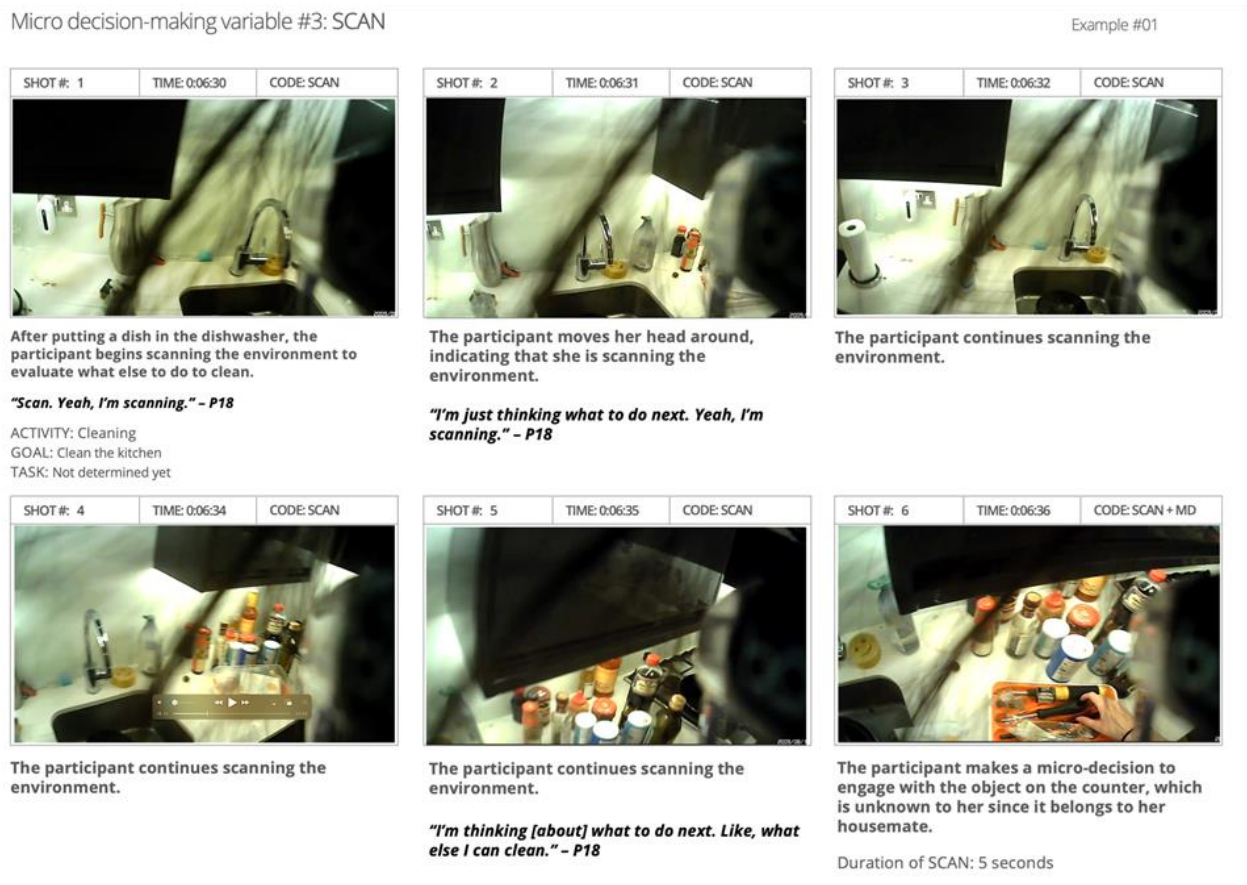 Micro decision-making variable #3: SCAN
Example #01
SHOT #: 1
TIME: 0:06:30
CODE: SCAN
SHOT #: 2
TIME: 0:06:31
CODE: SCAN
SHOT #: 3
TIME: 0:06:32
CODE: SCAN
After putting a dish in the dishwasher, the
participant begins scanning the environment to
evaluate what else to do to clean.
“Scan. Yeah, I’m scanning.” – P18
ACTIVITY: Cleaning
GOAL: Clean the kitchen
TASK: Not determined yet
The participant moves her head around,
indicating that she is scanning the
environment.
“I’m just thinking what to do next. Yeah, I’m
scanning.” – P18
The participant continues scanning the
environment.
SHOT #: 4
TIME: 0:06:34
CODE: SCAN
SHOT #: 5
TIME: 0:06:35
CODE: SCAN
SHOT #: 6
TIME: 0:06:36
CODE: SCAN + MD
The participant continues scanning the
environment.
The participant continues scanning the
environment.
“I’m thinking [about] what to do next. Like, what
else I can clean.” – P18
The participant makes a micro-decision to
engage with the object on the counter, which
is unknown to her since it belongs to her
housemate.
Duration of SCAN: 5 seconds